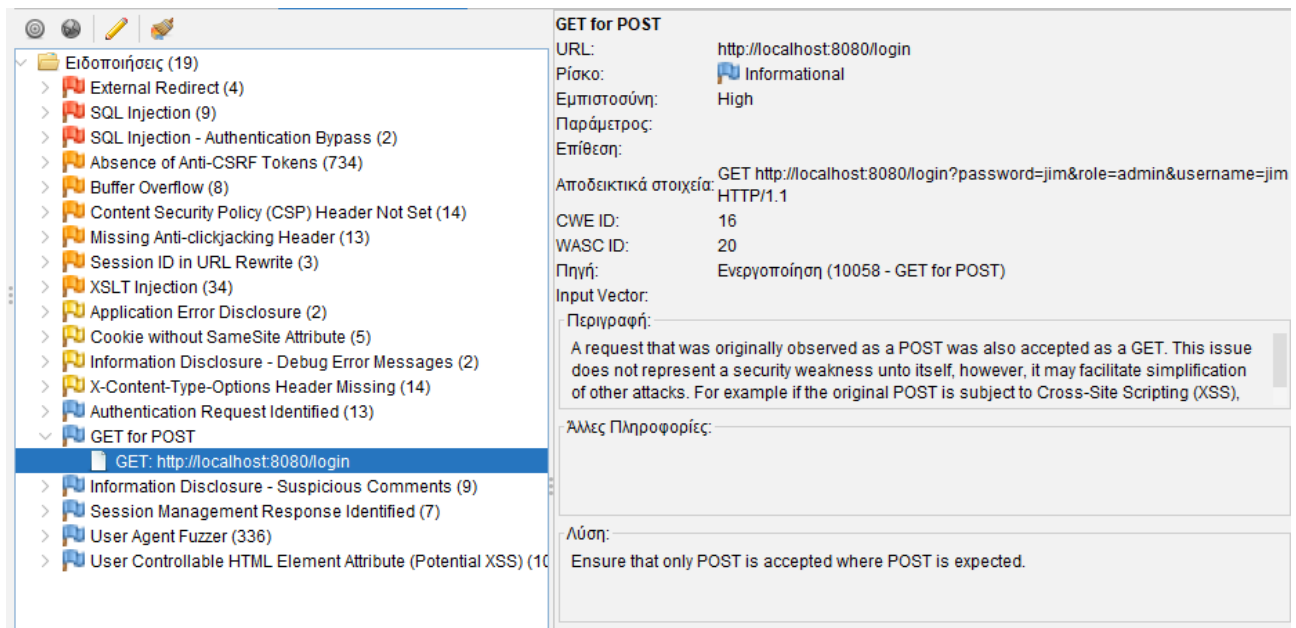 Ειδοποιήσεις (19)
External Redirect (4)
SQL Injection (9)
SQL Injection - Authentication Bypass (2)
Absence of Anti-CSRF Tokens (734)
Buffer Overflow (8)
Content Security Policy (CSP) Header Not Set (14)
Missing Anti-clickjacking Header (13)
Session ID in URL Rewrite (3)
XSLT Injection (34)
Application Error Disclosure (2)
Cookie without SameSite Attribute (5)
Information Disclosure - Debug Error Messages (2)
X-Content-Type-Options Header Missing (14)
Authentication Request Identified (13)
GET for POST
GET: http://localhost:8080/login
Information Disclosure - Suspicious Comments (9)
Session Management Response Identified (7)
User Agent Fuzzer (336)
User Controllable HTML Element Attribute (Potential XSS) (10
GET for POST
URL: http://localhost:8080/login
Ρίσκο: Informational
Εμπιστοσύνη: High
Παράμετρος:
Επίθεση:
Αποδεικτικά στοιχεία: GET http://localhost:8080/login?password=jim&role=admin&username=jim
HTTP/1.1
CWE ID: 16
WASC ID: 20
Πηγή: Ενεργοποίηση (10058 - GET for POST)
Input Vector:
Περιγραφή:
A request that was originally observed as a POST was also accepted as a GET. This issue
does not represent a security weakness unto itself, however, it may facilitate simplification
of other attacks. For example if the original POST is subject to Cross-Site Scripting (XSS),
Άλλες Πληροφορίες:
Λύση:
Ensure that only POST is accepted where POST is expected.